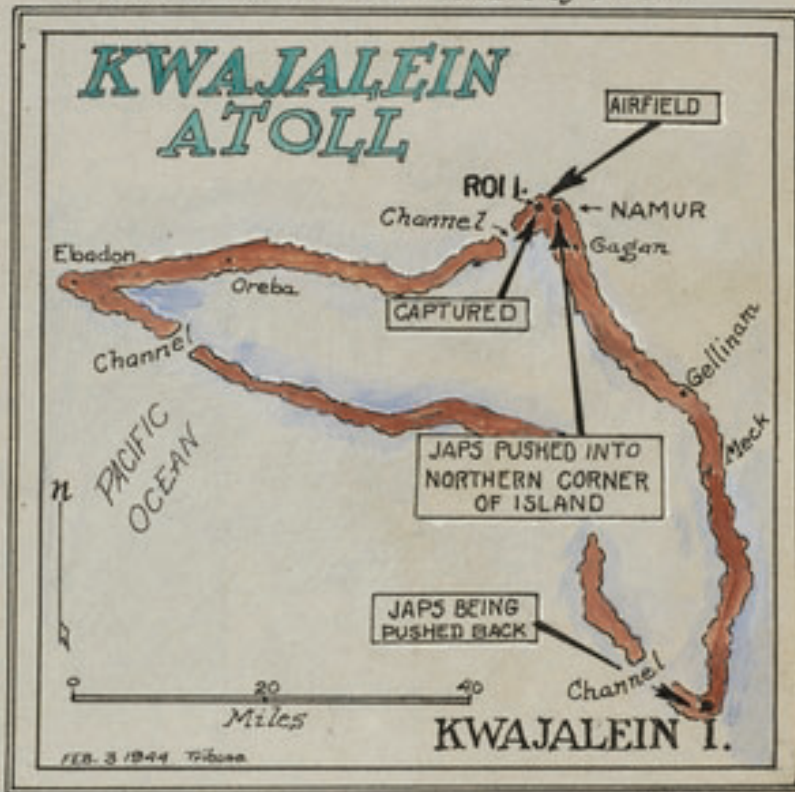 KWAJALEIN
ATOLL
AIRFIELD
ROI I.
NAMUR
Channel
Gagan
Ebadon
Oreba
CAPTURED
Channel
Gellinam
PACIFIC
OCEAN
Meck
JAPS PUSHED INTO
NORTHERN CORNER
OF ISLAND
n
JAPS BEING
PUSHED BACK
Channel
0 20 40
Miles
KWAJALEIN I.
FEB. 3 1944 Tribune